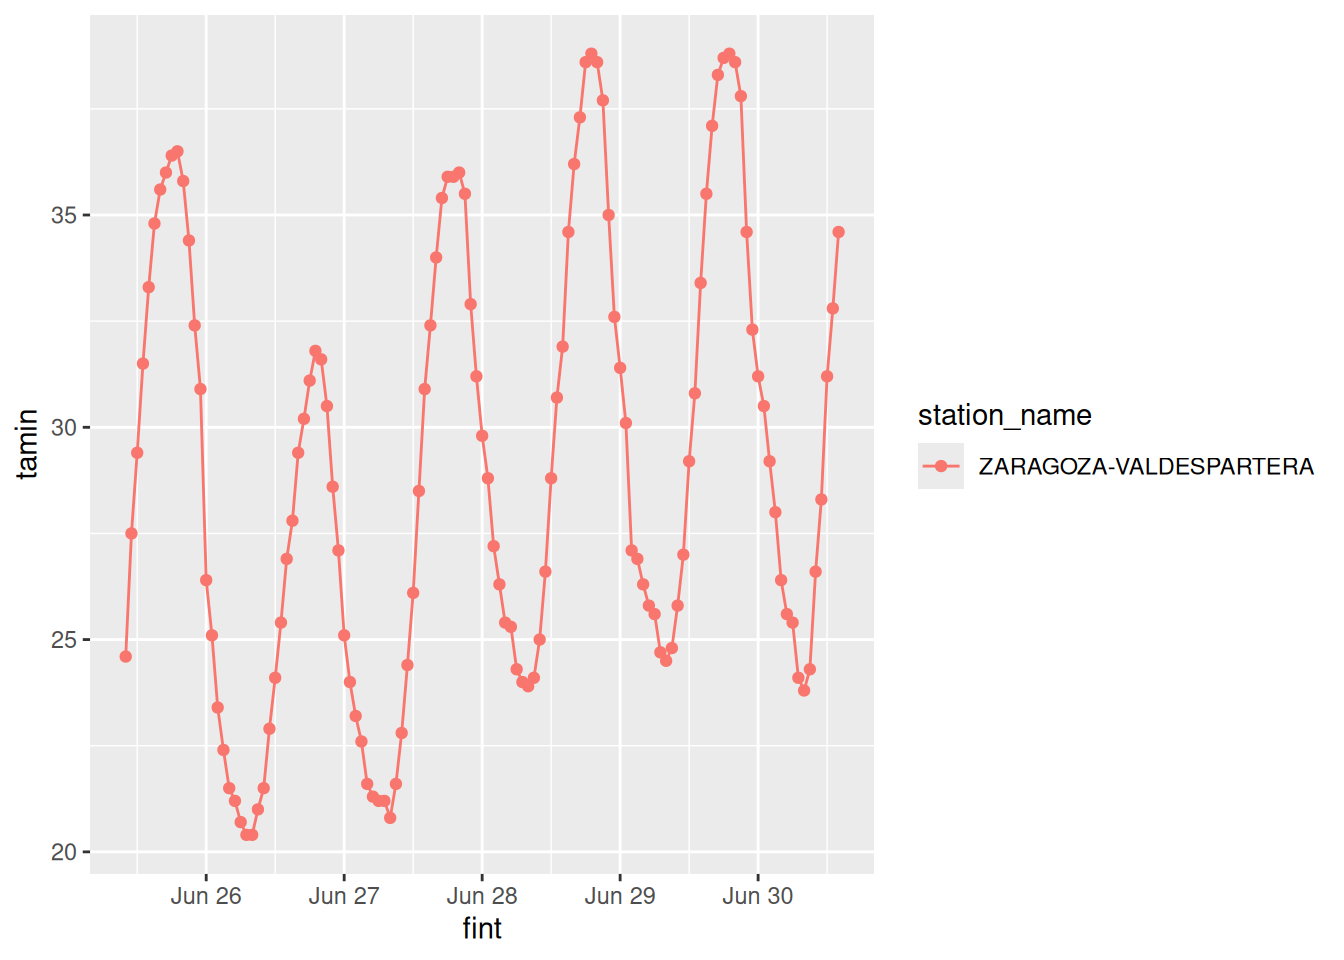 35
30
25
20
tamin
Jun 26
Jun 27
Jun 28
Jun 29
Jun 30
fint
station_name
ZARAGOZA-VALDESPARTERA